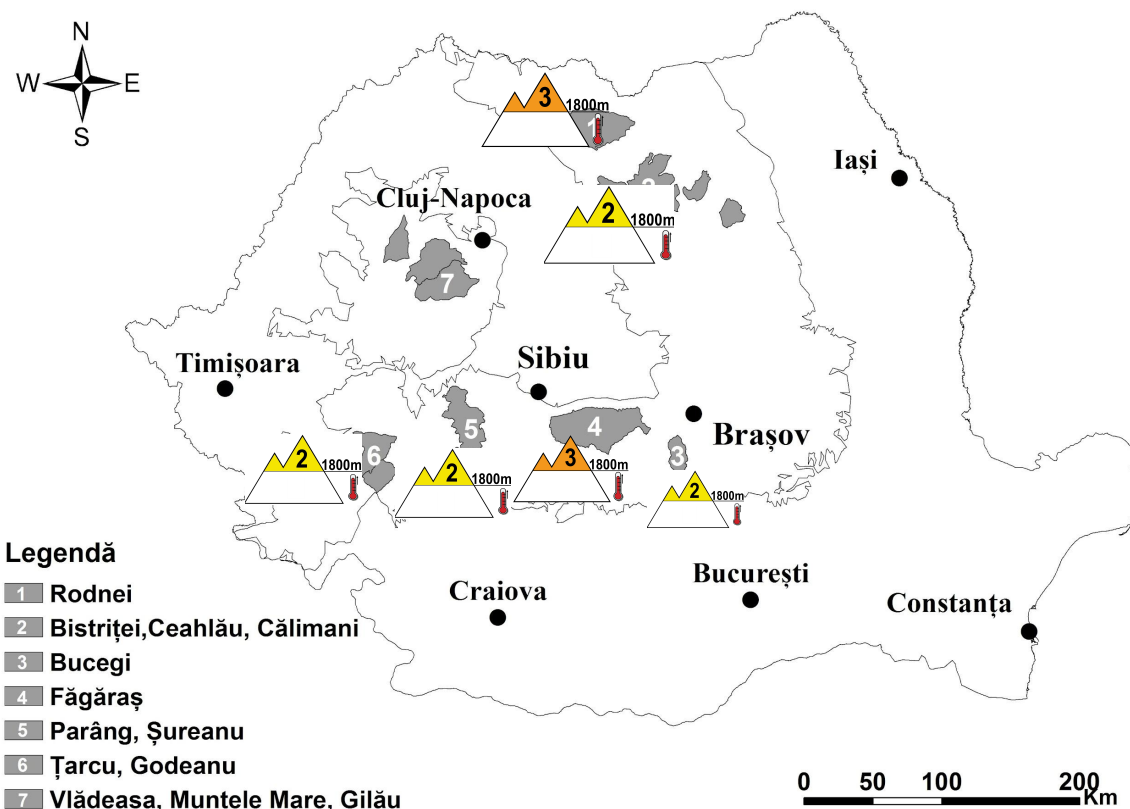 N
W E
S
3
1800m
1
Iași
Cluj-Napoca
2
2
1800m
7
Timișoara
Sibiu
5
4
Brașov
3
6
2
1800m
2
1800m
3
1800m
2
1800m
București
Craiova
Constanța
Legendă
1 Rodnei
2 Bistriței,Ceahlău, Călimani
3 Bucegi
4 Făgăraș
5 Parâng, Șureanu
6 Țarcu, Godeanu
7 Vlădeasa, Muntele Mare, Gilău
0 50 100 200
Km